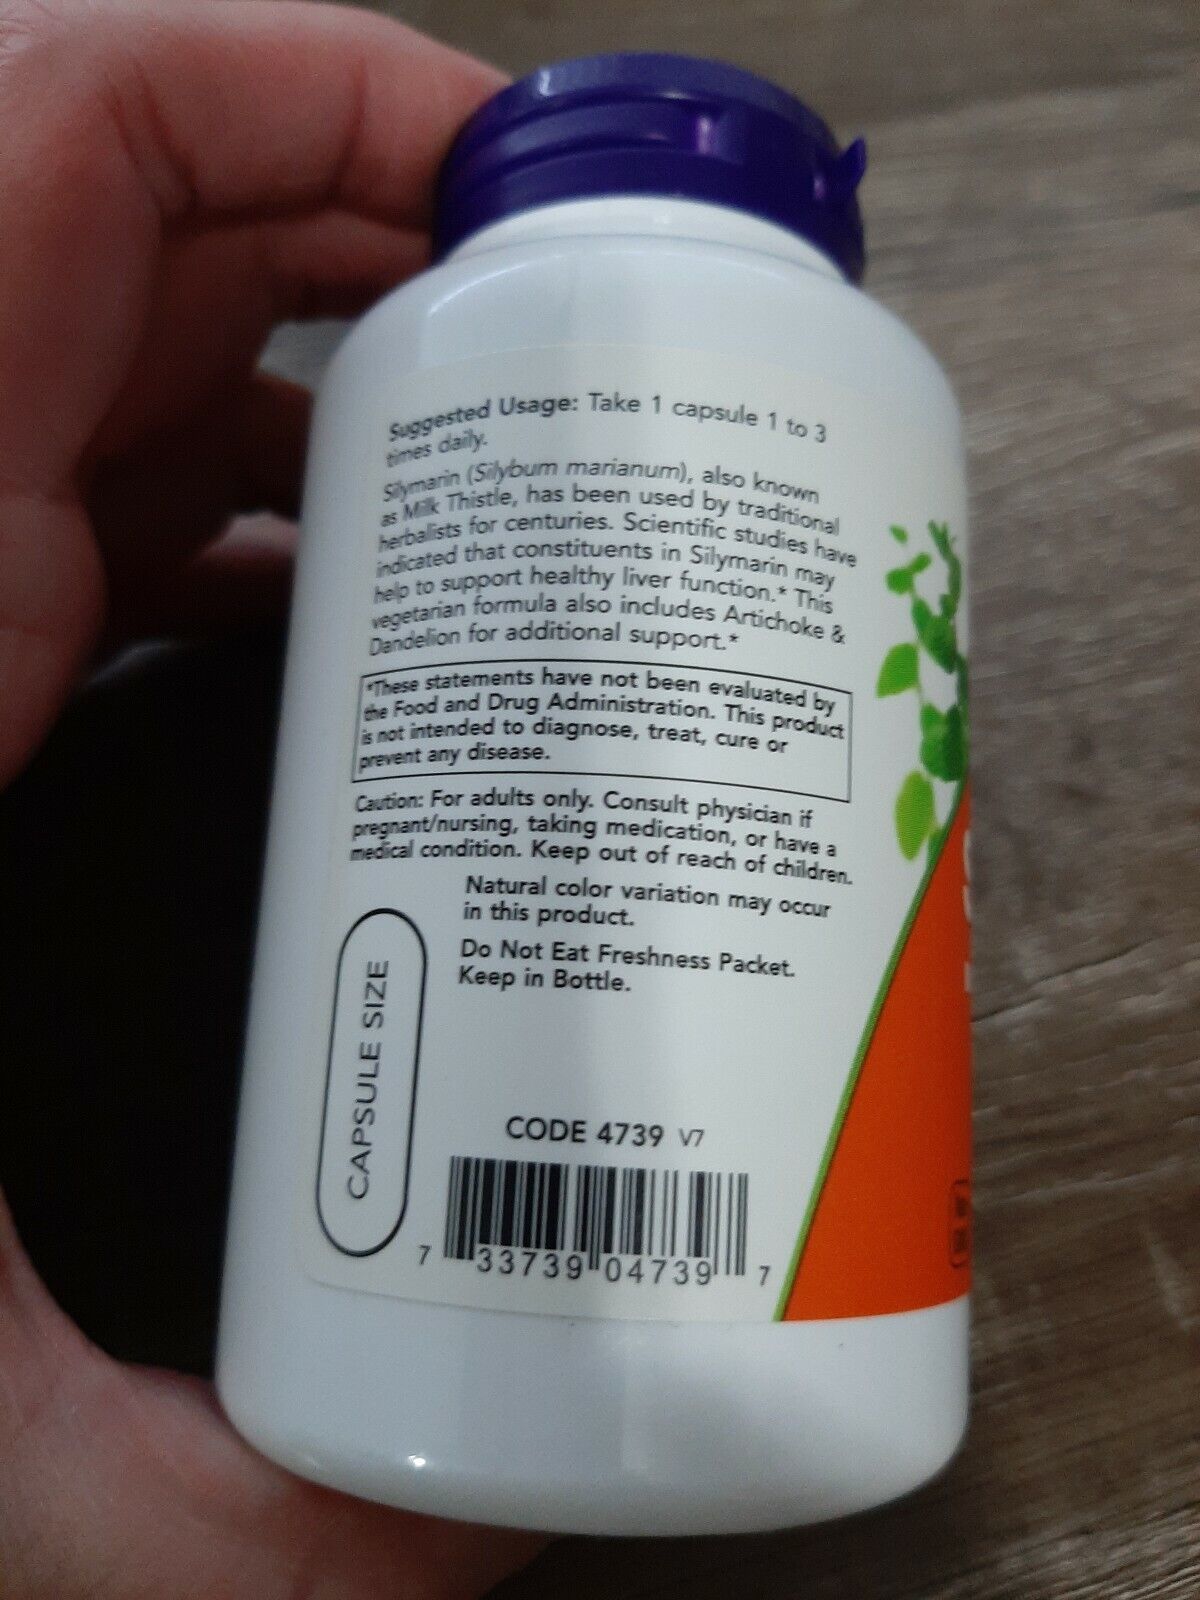 Suggested Usage: Take 1 capsule 1 to 3
times daily.
Silymarin (Silybum marianum), also known
as Milk Thistle, has been used by traditional
herbalists for centuries. Scientific studies have
indicated that constituents in Silymarin may
help to support healthy liver function.* This
vegetarian formula also includes Artichoke &
Dandelion for additional support.*
*These statements have not been evaluated by
the Food and Drug Administration. This product
is not intended to diagnose, treat, cure or
prevent any disease.
Caution: For adults only. Consult physician if
pregnant/nursing, taking medication, or have a
medical condition. Keep out of reach of children.
Natural color variation may occur
in this product.
Do Not Eat Freshness Packet.
Keep in Bottle.
CAPSULE SIZE
CODE 4739 V7
7 33739 04739 7